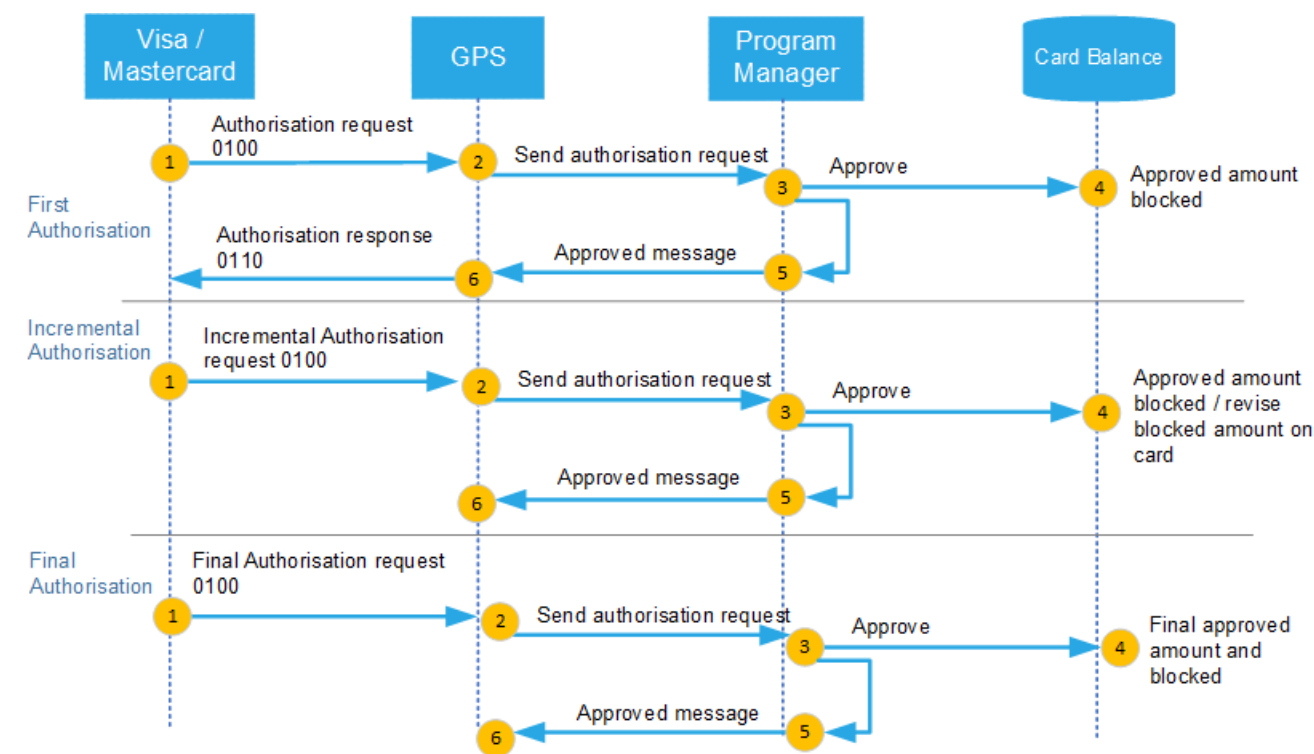 Visa /
Mastercard
GPS
Program
Manager
Card Balance
Authorisation request
0100
1
2
Send authorisation request
3
Approve
4
Approved amount
blocked
First
Authorisation
Authorisation response
0110
6
Approved message
5
Incremental
Authorisation
Incremental Authorisation
request 0100
1
2
Send authorisation request
3
Approve
4
Approved amount
blocked / revise
blocked amount on
card
6
Approved message
5
Final
Authorisation
Final Authorisation request
0100
1
2
Send authorisation request
3
Approve
4
Final approved
amount and
blocked
6
Approved message
5